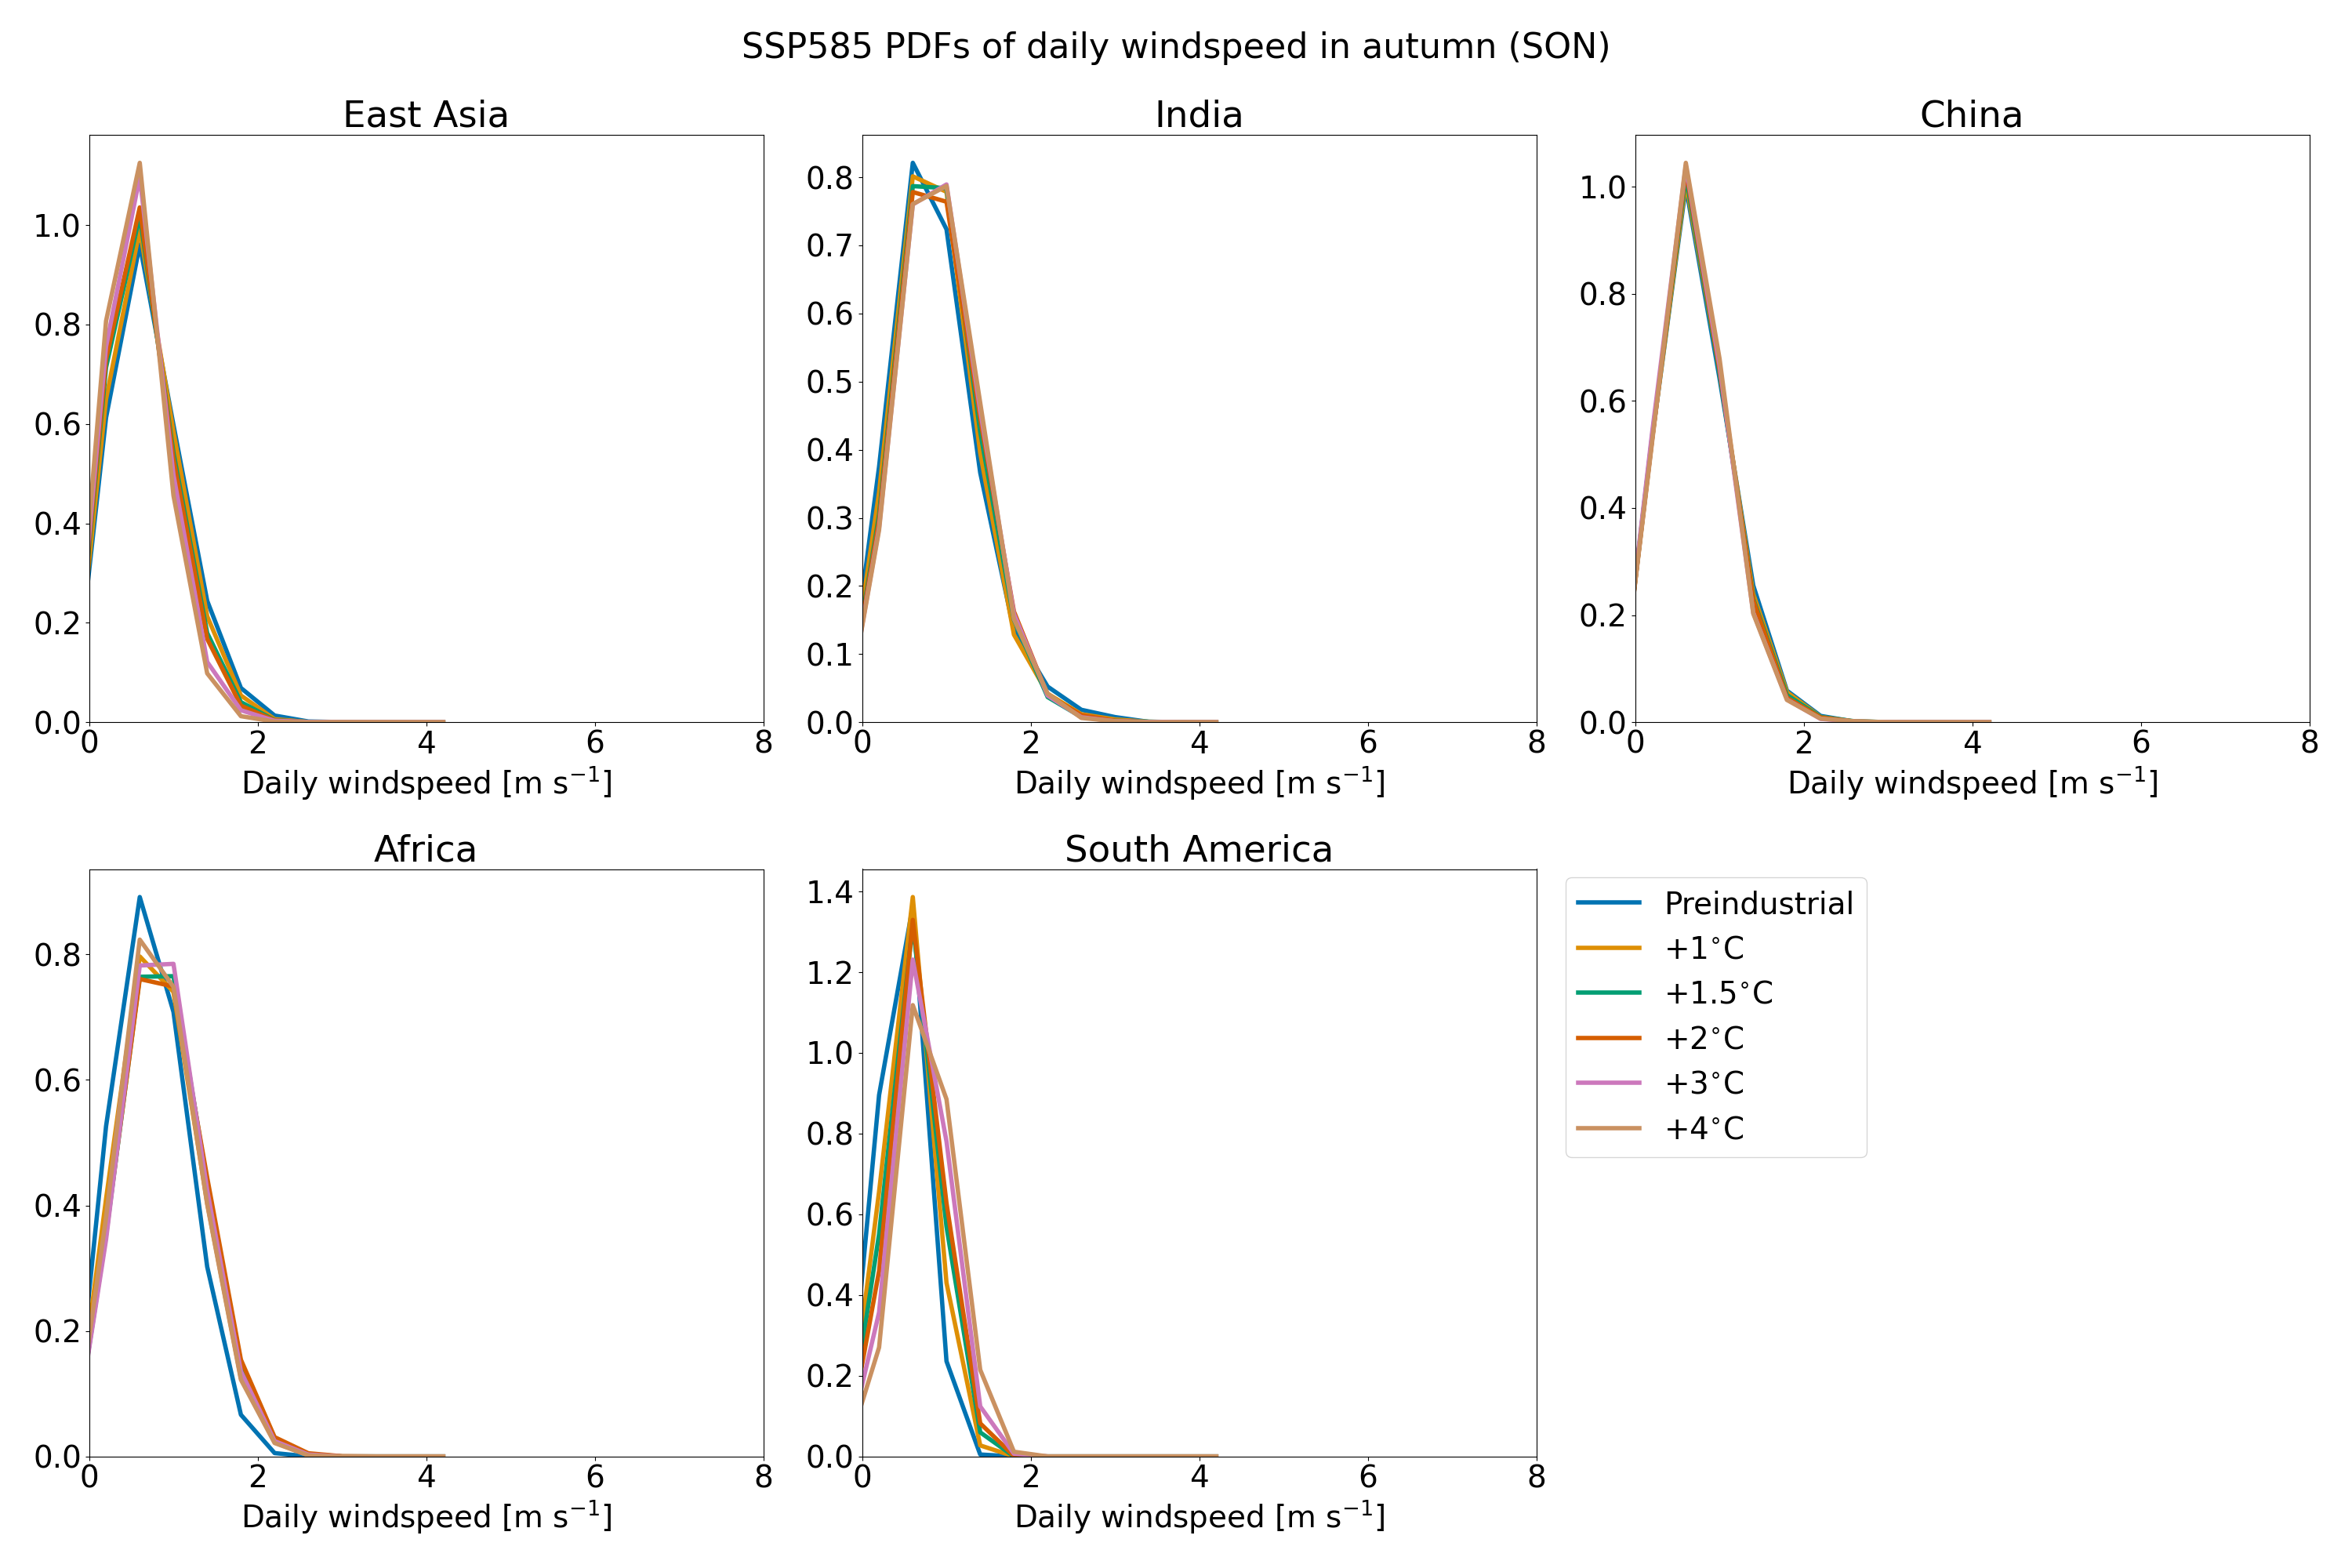 SSP585 PDFs of daily windspeed in autumn (SON)
East Asia
1.0
0.8
0.6
0.4
0.2
0.0
0 2 4 6 8
Daily windspeed [m s⁻¹]
India
0.8
0.7
0.6
0.5
0.4
0.3
0.2
0.1
0.0
0 2 4 6 8
Daily windspeed [m s⁻¹]
China
1.0
0.8
0.6
0.4
0.2
0.0
0 2 4 6 8
Daily windspeed [m s⁻¹]
Africa
0.8
0.6
0.4
0.2
0.0
0 2 4 6 8
Daily windspeed [m s⁻¹]
South America
1.4
1.2
1.0
0.8
0.6
0.4
0.2
0.0
0 2 4 6 8
Daily windspeed [m s⁻¹]
Preindustrial
+1°C
+1.5°C
+2°C
+3°C
+4°C